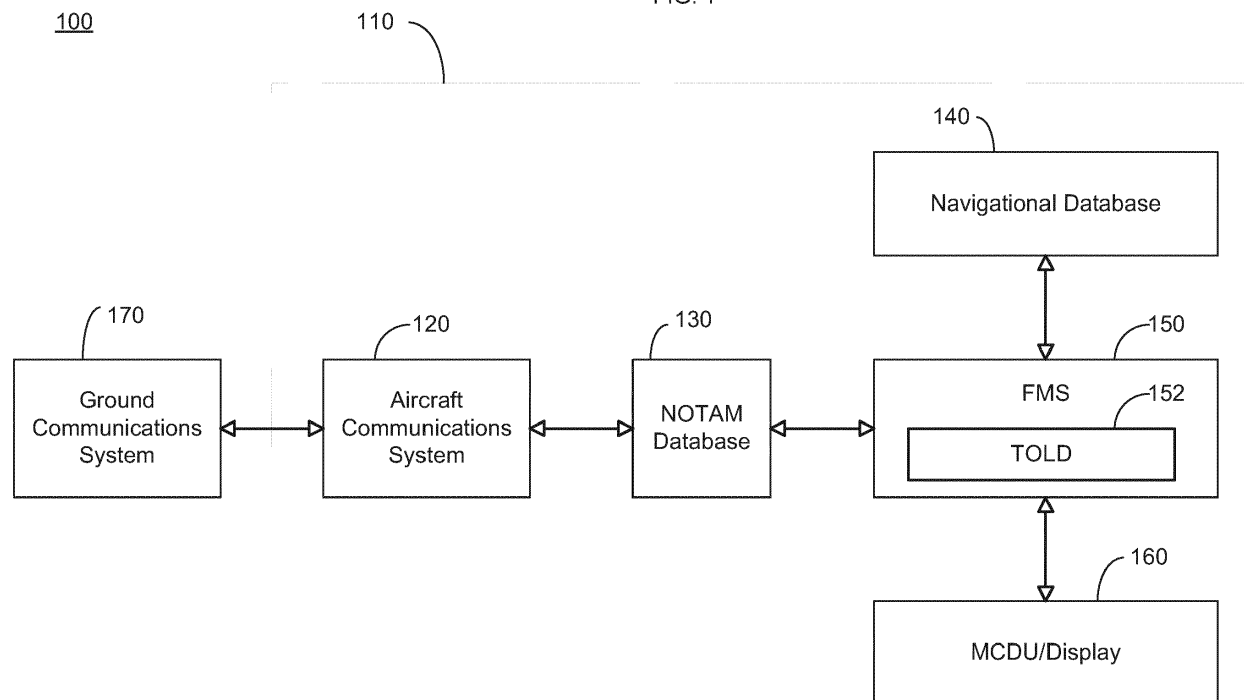 100
110
140
Navigational Database
170
120
130
150
Ground
Communications
System
Aircraft
Communications
System
NOTAM
Database
FMS
152
TOLD
160
MCDU/Display